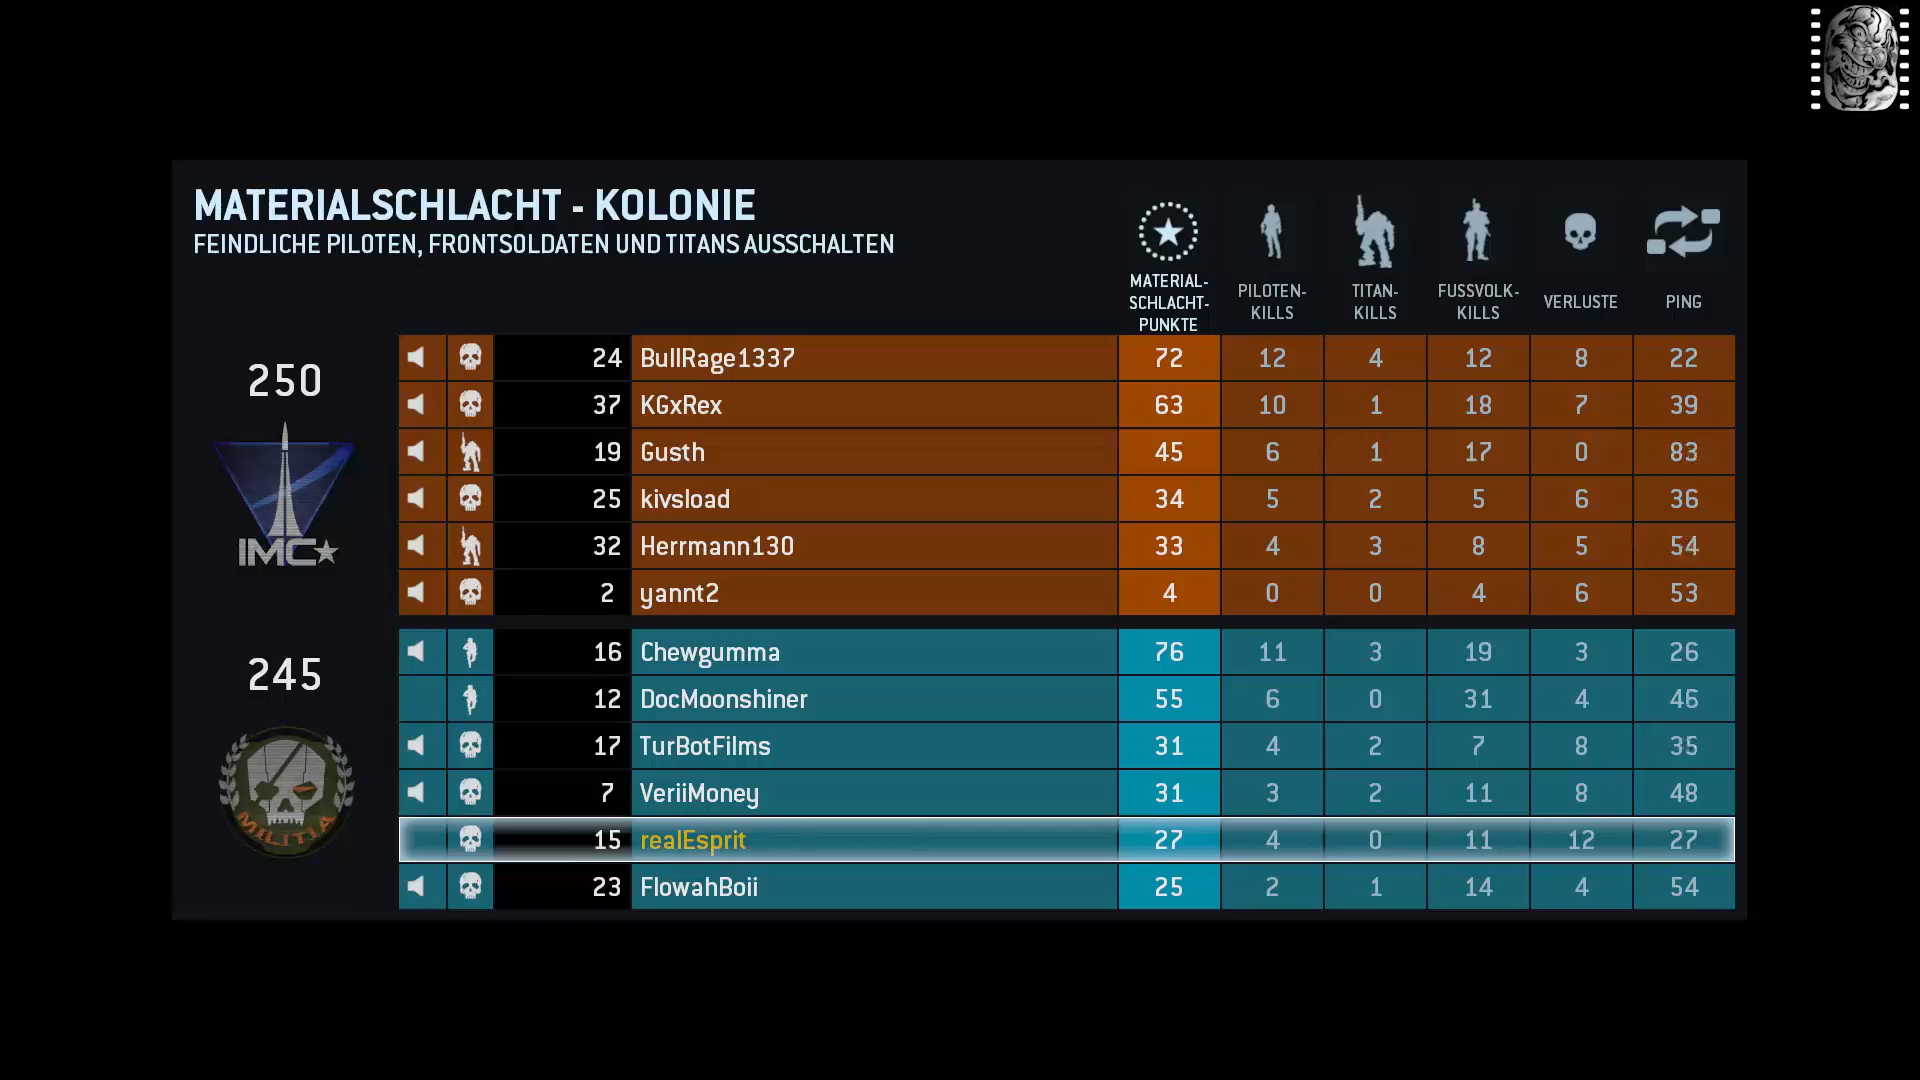 MATERIALSCHLACHT - KOLONIE
FEINDLICHE PILOTEN, FRONTSOLDATEN UND TITANS AUSSCHALTEN
MATERIAL-
SCHLACHT-
PUNKTE
PILOTEN-
KILLS
TITAN-
KILLS
FUSSVOLK-
KILLS
VERLUSTE
PING
250
IMC
24 BullRage1337 72 12 4 12 8 22
37 KGxRex 63 10 1 18 7 39
19 Gusth 45 6 1 17 0 83
25 kivsload 34 5 2 5 6 36
32 Herrmann130 33 4 3 8 5 54
2 yannt2 4 0 0 4 6 53
245
MILITIA
16 Chewgumma 76 11 3 19 3 26
12 DocMoonshiner 55 6 0 31 4 46
17 TurBotFilms 31 4 2 7 8 35
7 VeriiMoney 31 3 2 11 8 48
15 realEsprit 27 4 0 11 12 27
23 FlowahBoii 25 2 1 14 4 54